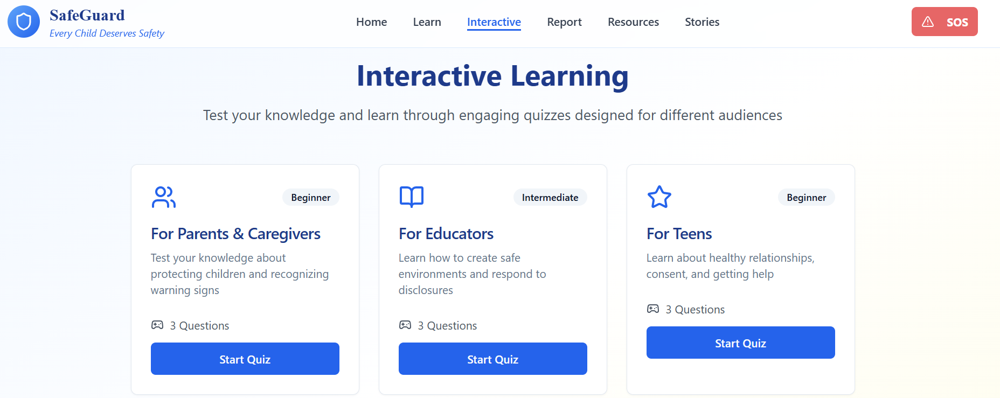 SafeGuard
Every Child Deserves Safety
Home
Learn
Interactive
Report
Resources
Stories
SOS
Interactive Learning
Test your knowledge and learn through engaging quizzes designed for different audiences
Beginner
For Parents & Caregivers
Test your knowledge about
protecting children and recognizing
warning signs
3 Questions
Start Quiz
Intermediate
For Educators
Learn how to create safe
environments and respond to
disclosures
3 Questions
Start Quiz
Beginner
For Teens
Learn about healthy relationships,
consent, and getting help
3 Questions
Start Quiz